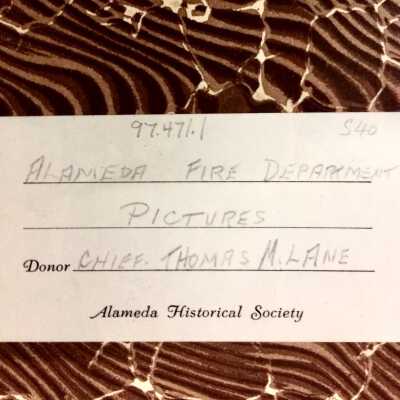 97.471.1 S40
ALAMEDA FIRE DEPARTMENT
PICTURES
Donor CHIEF. THOMAS M. LANE
Alameda Historical Society